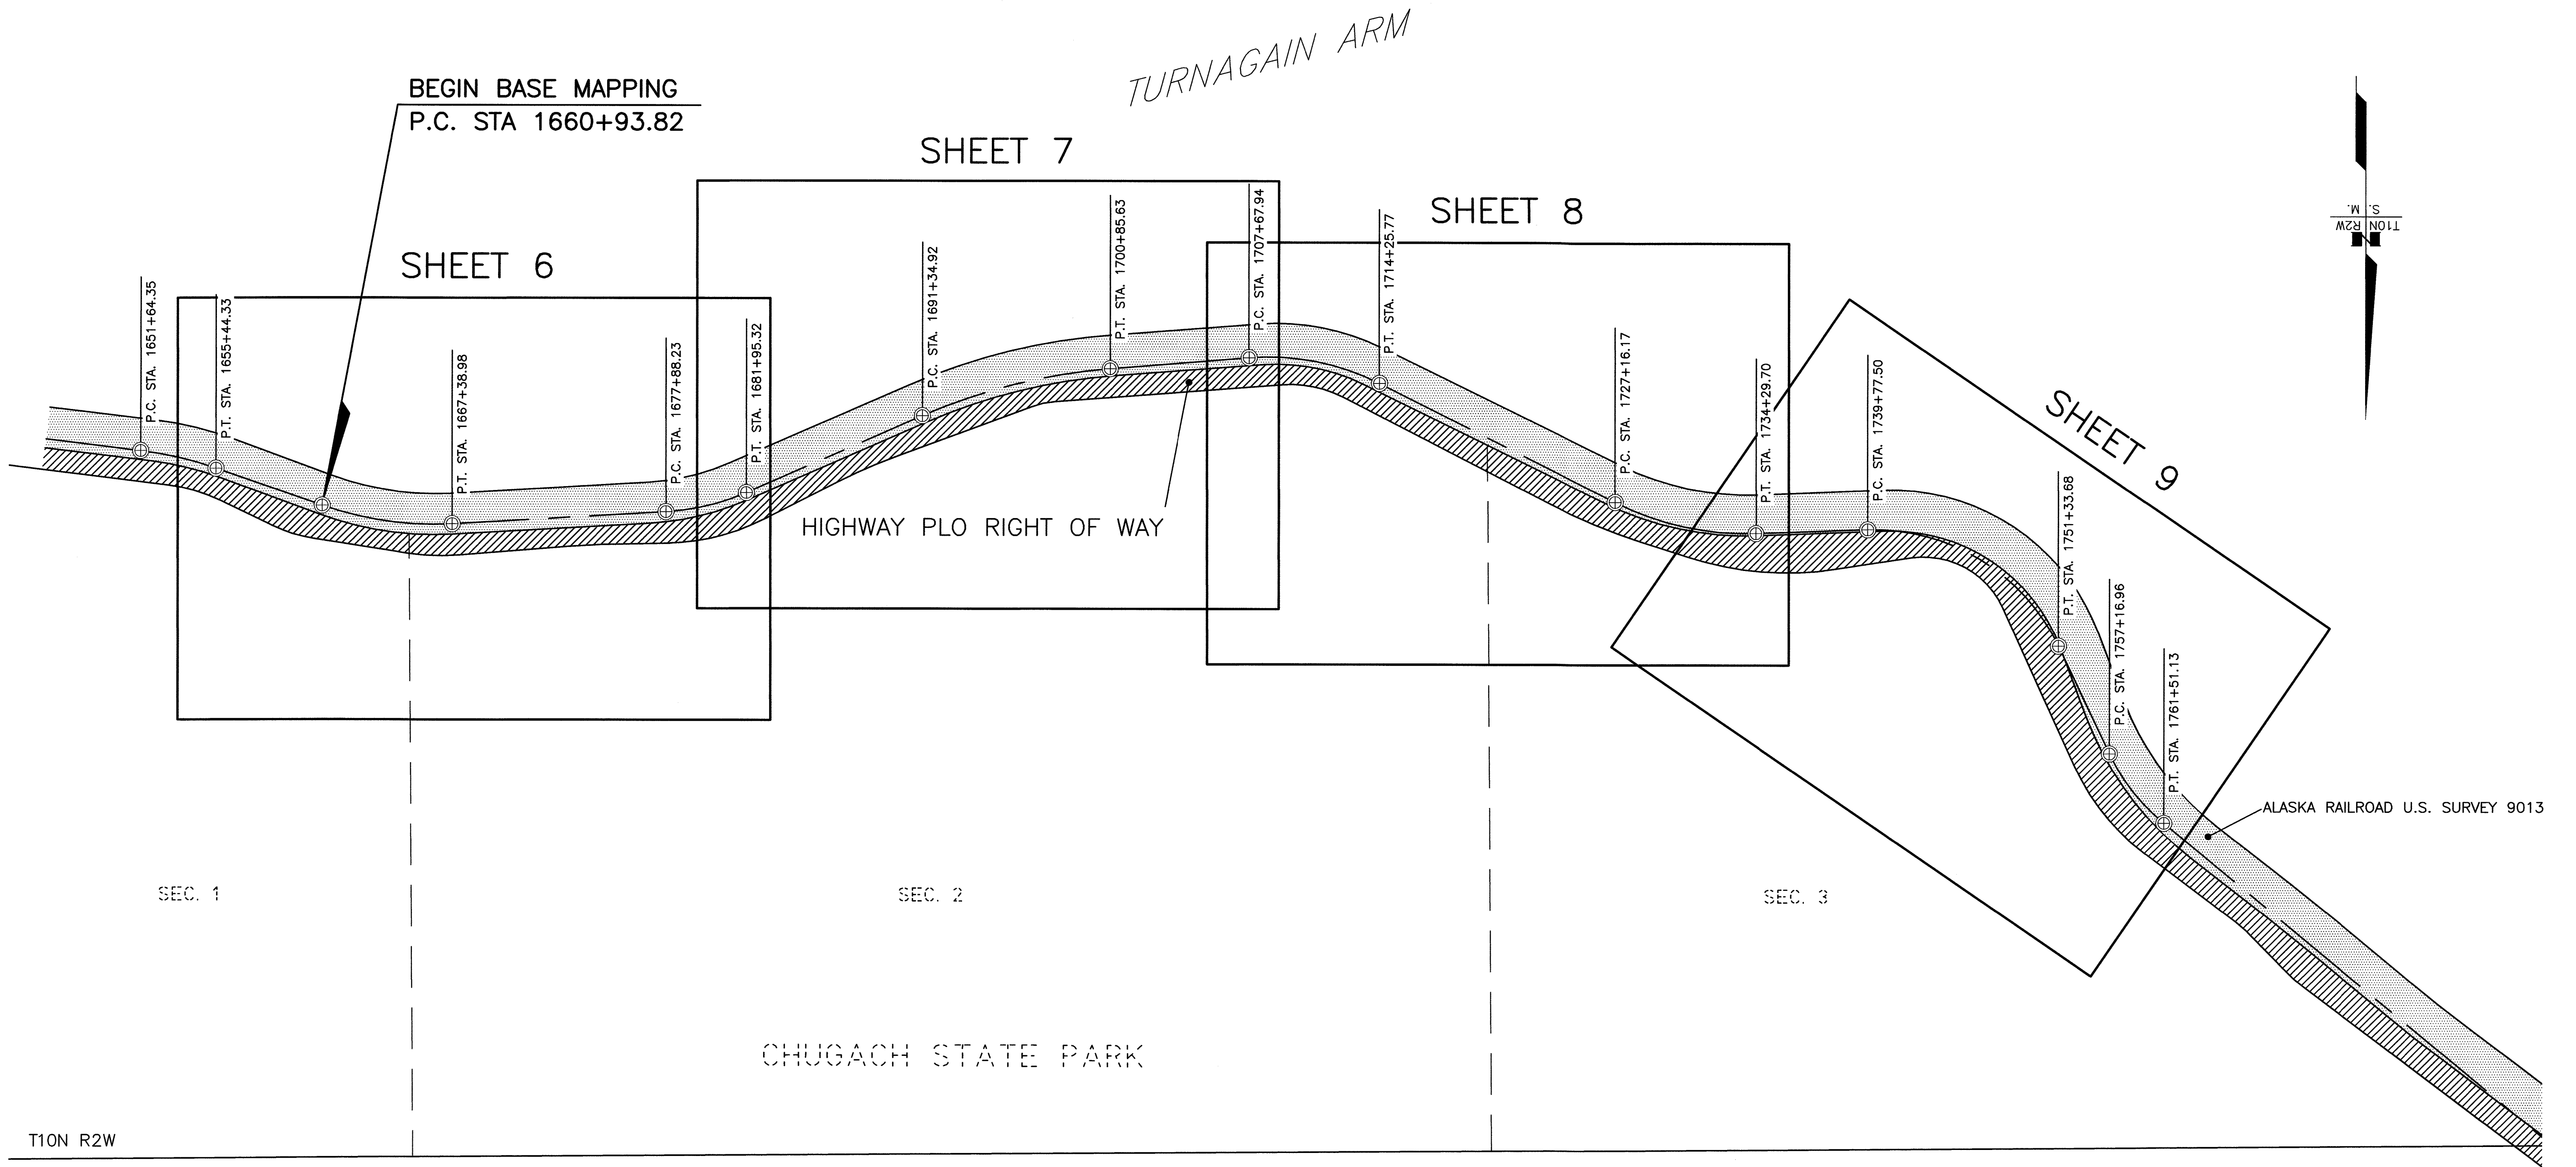 TURNAGAIN ARM
BEGIN BASE MAPPING
P.C. STA 1660+93.82
SHEET 6
SHEET 7
SHEET 8
SHEET 9
P.C. STA. 1651+64.35
P.T. STA. 1655+44.33
P.T. STA. 1667+38.98
P.C. STA. 1677+88.23
P.T. STA. 1681+95.32
P.C. STA. 1691+34.92
P.T. STA. 1700+85.63
P.C. STA. 1707+67.94
P.T. STA. 1714+25.77
P.C. STA. 1727+16.17
P.T. STA. 1734+29.70
P.C. STA. 1739+77.50
P.T. STA. 1751+33.68
P.C. STA. 1757+16.96
P.T. STA. 1761+51.13
T10N R2W
S. M.
N
HIGHWAY PLO RIGHT OF WAY
ALASKA RAILROAD U.S. SURVEY 9013
SEC. 1
SEC. 2
SEC. 3
CHUGACH STATE PARK
T10N R2W